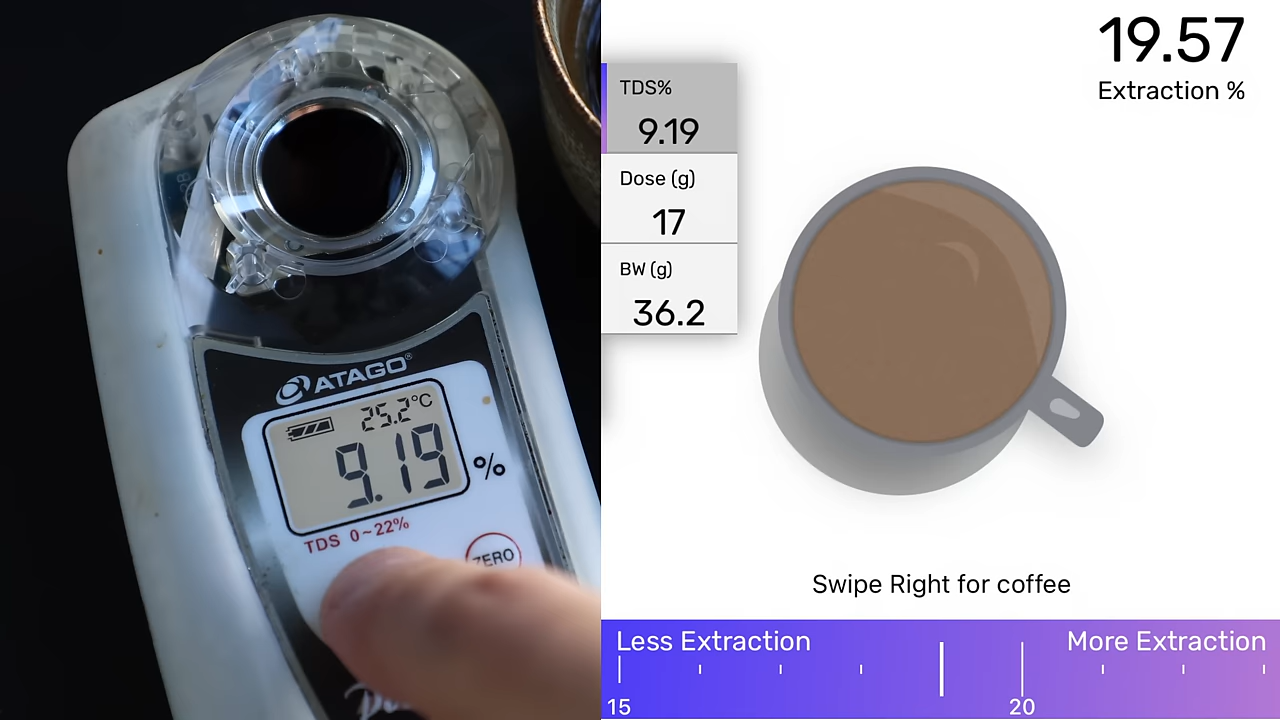 ATAGO®
25.2°C
9.19 %
TDS 0~22%
ZERO
19.57
Extraction %
TDS%
9.19
Dose (g)
17
BW (g)
36.2
Swipe Right for coffee
Less Extraction
More Extraction
15
20